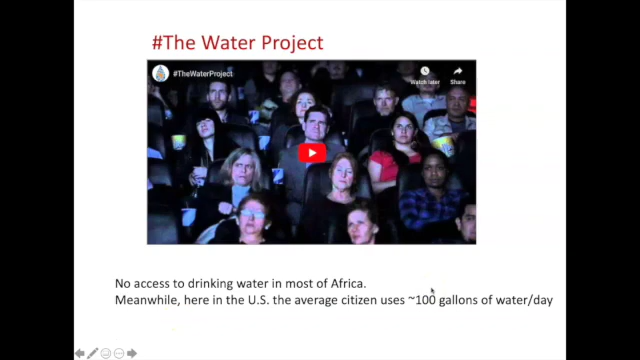 #The Water Project
#TheWaterProject
Watch later
Share
No access to drinking water in most of Africa.
Meanwhile, here in the U.S. the average citizen uses ~100 gallons of water/day